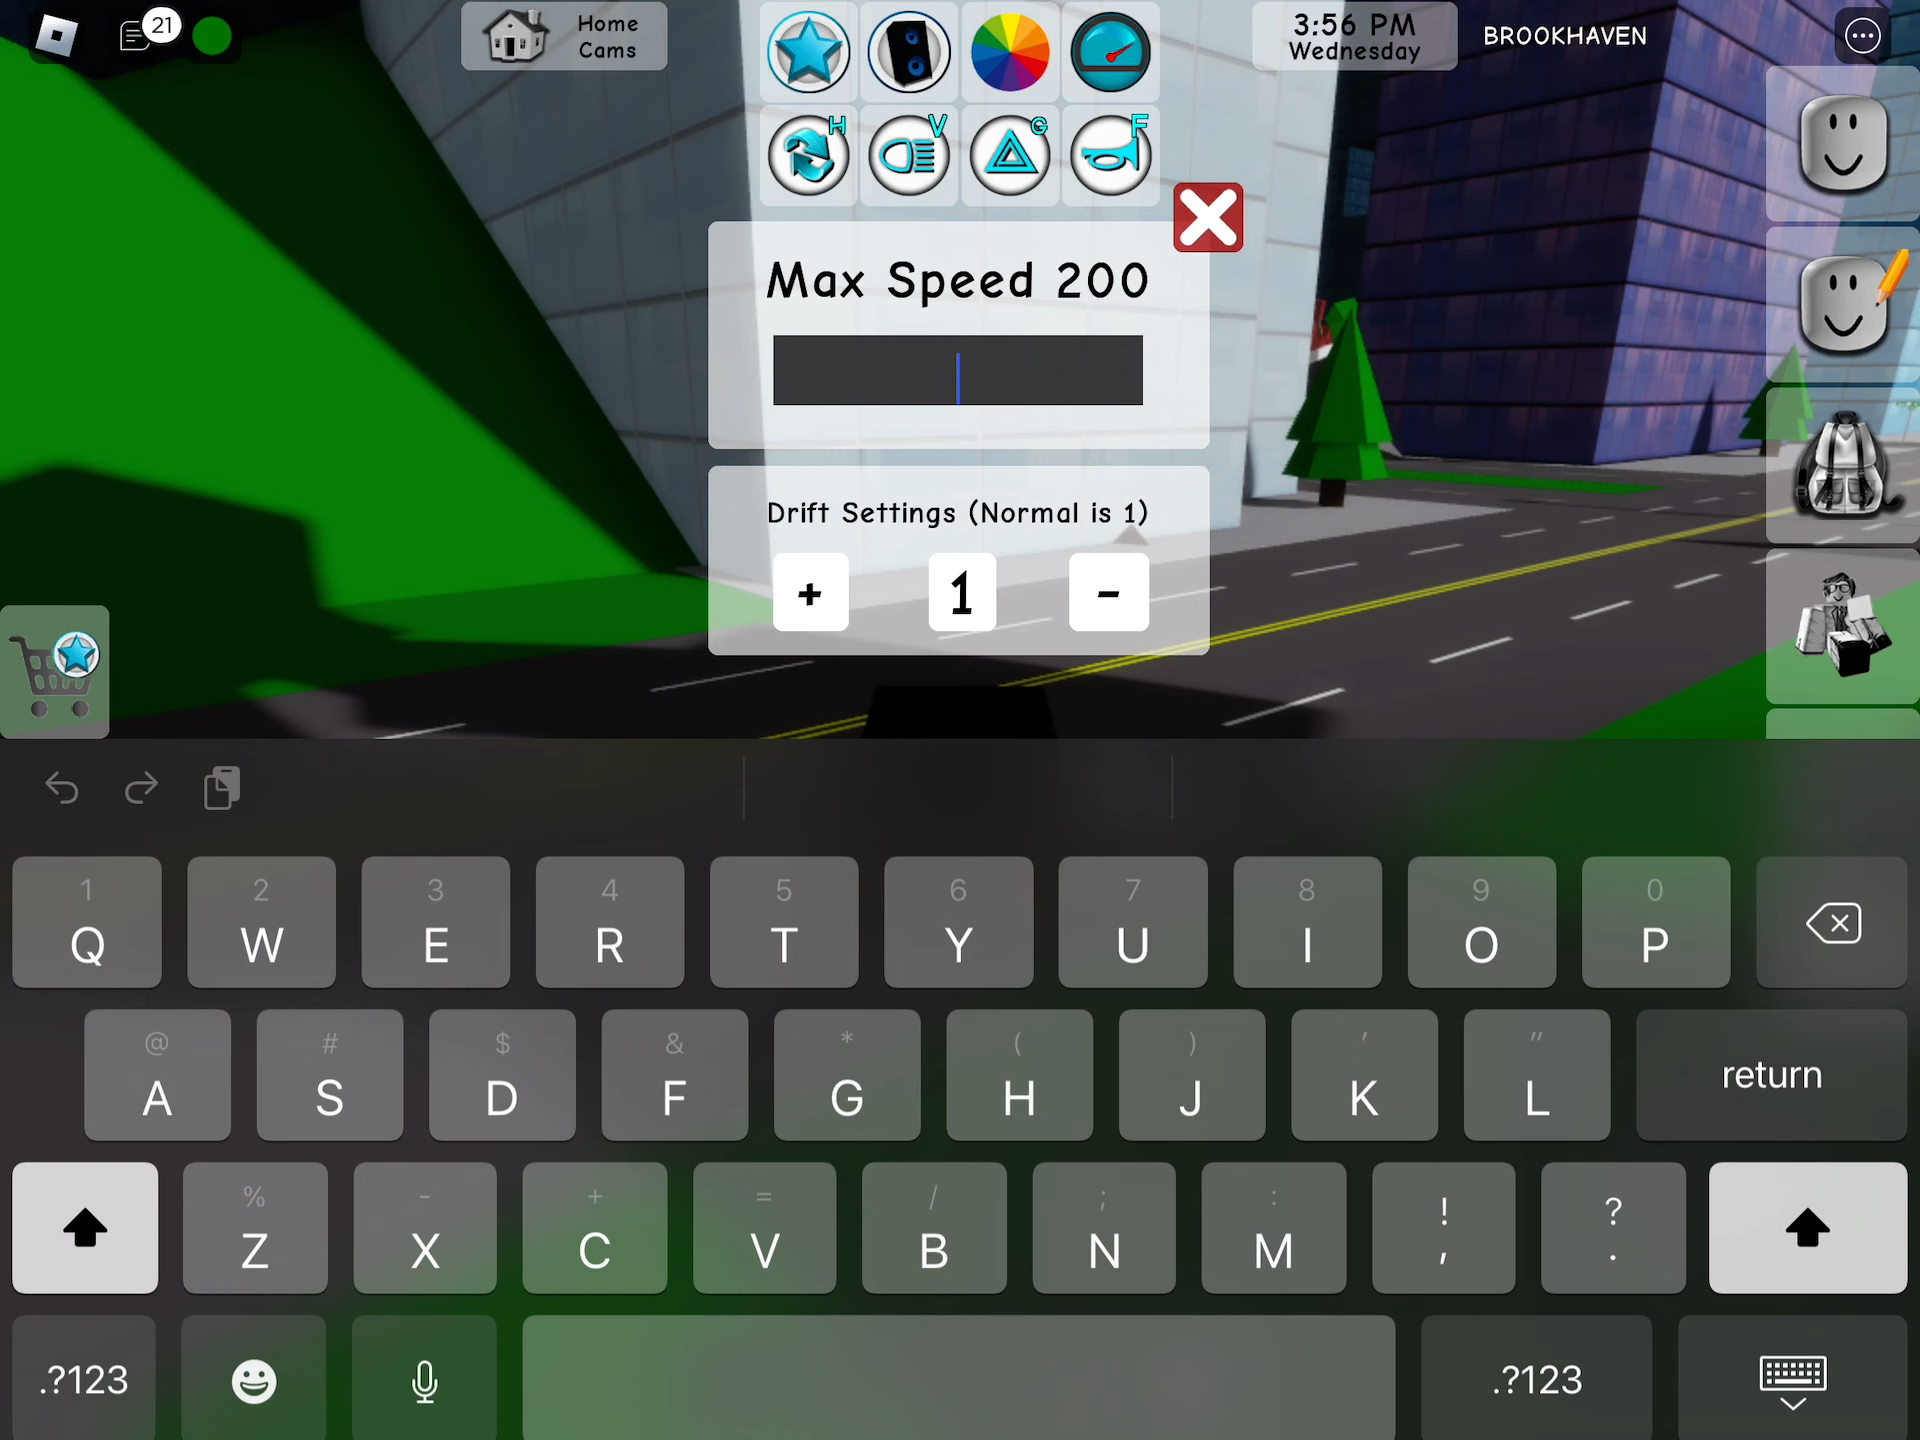 21
Home
Cams
3:56 PM
Wednesday
BROOKHAVEN
H
V
G
F
Max Speed 200
Drift Settings (Normal is 1)
+ 1 -
1 2 3 4 5 6 7 8 9 0
Q W E R T Y U I O P
@ # $ & * ( ) ' "
A S D F G H J K L return
% - + = / ; : ! ?
Z X C V B N M , .
.?123 .?123